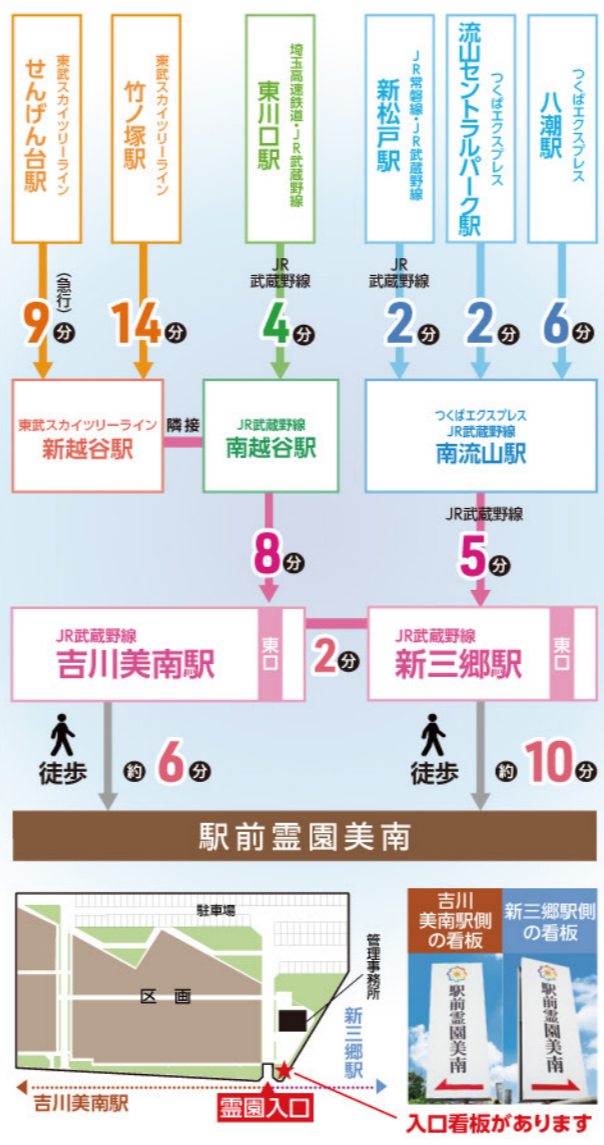 東武スカイツリーライン
せんげん台駅
東武スカイツリーライン
竹ノ塚駅
埼玉高速鉄道・JR武蔵野線
東川口駅
JR常磐線・JR武蔵野線
新松戸駅
つくばエクスプレス
流山セントラルパーク駅
つくばエクスプレス
八潮駅
(急行)
9分
14分
JR
武蔵野線
4分
JR
武蔵野線
2分
2分
6分
東武スカイツリーライン
新越谷駅
隣接
JR武蔵野線
南越谷駅
つくばエクスプレス
JR武蔵野線
南流山駅
8分
JR武蔵野線
5分
JR武蔵野線
吉川美南駅
東口
2分
JR武蔵野線
新三郷駅
東口
徒歩
約6分
徒歩
約10分
駅前霊園美南
駐車場
区画
管理事務所
新三郷駅
吉川美南駅
霊園入口
吉川
美南駅側
の看板
新三郷駅側
の看板
駅前霊園美南
駅前霊園美南
入口看板があります